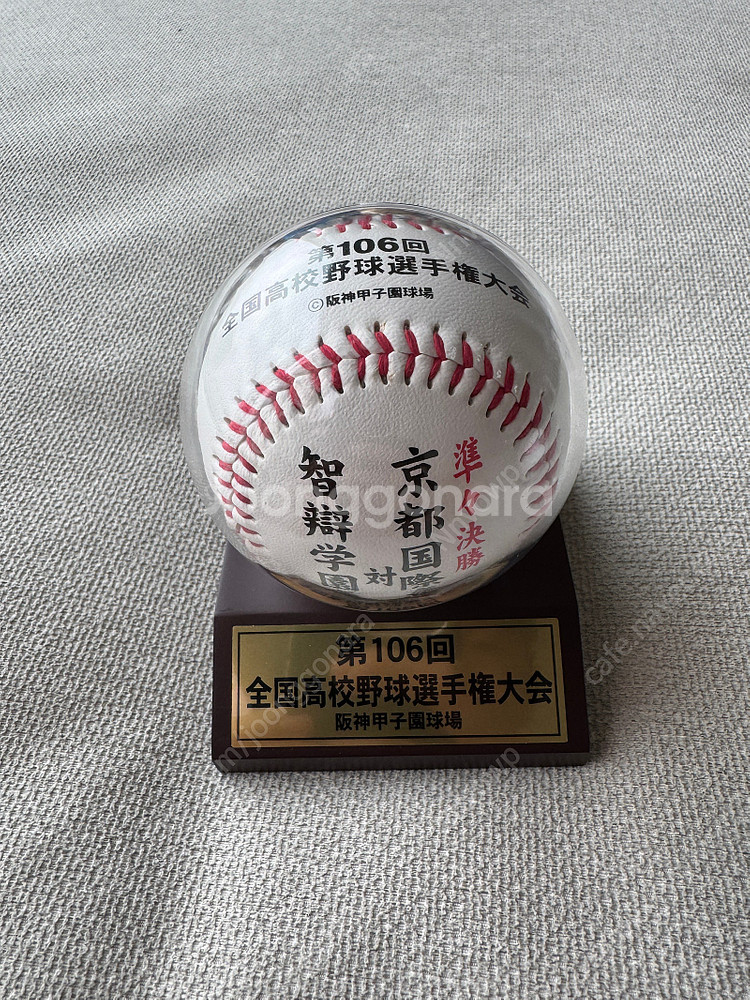 第106回
全国高校野球選手権大会
©阪神甲子園球場
準々決勝
京都国際
対
智辯学園
joonggonara
第106回
全国高校野球選手権大会
阪神甲子園球場